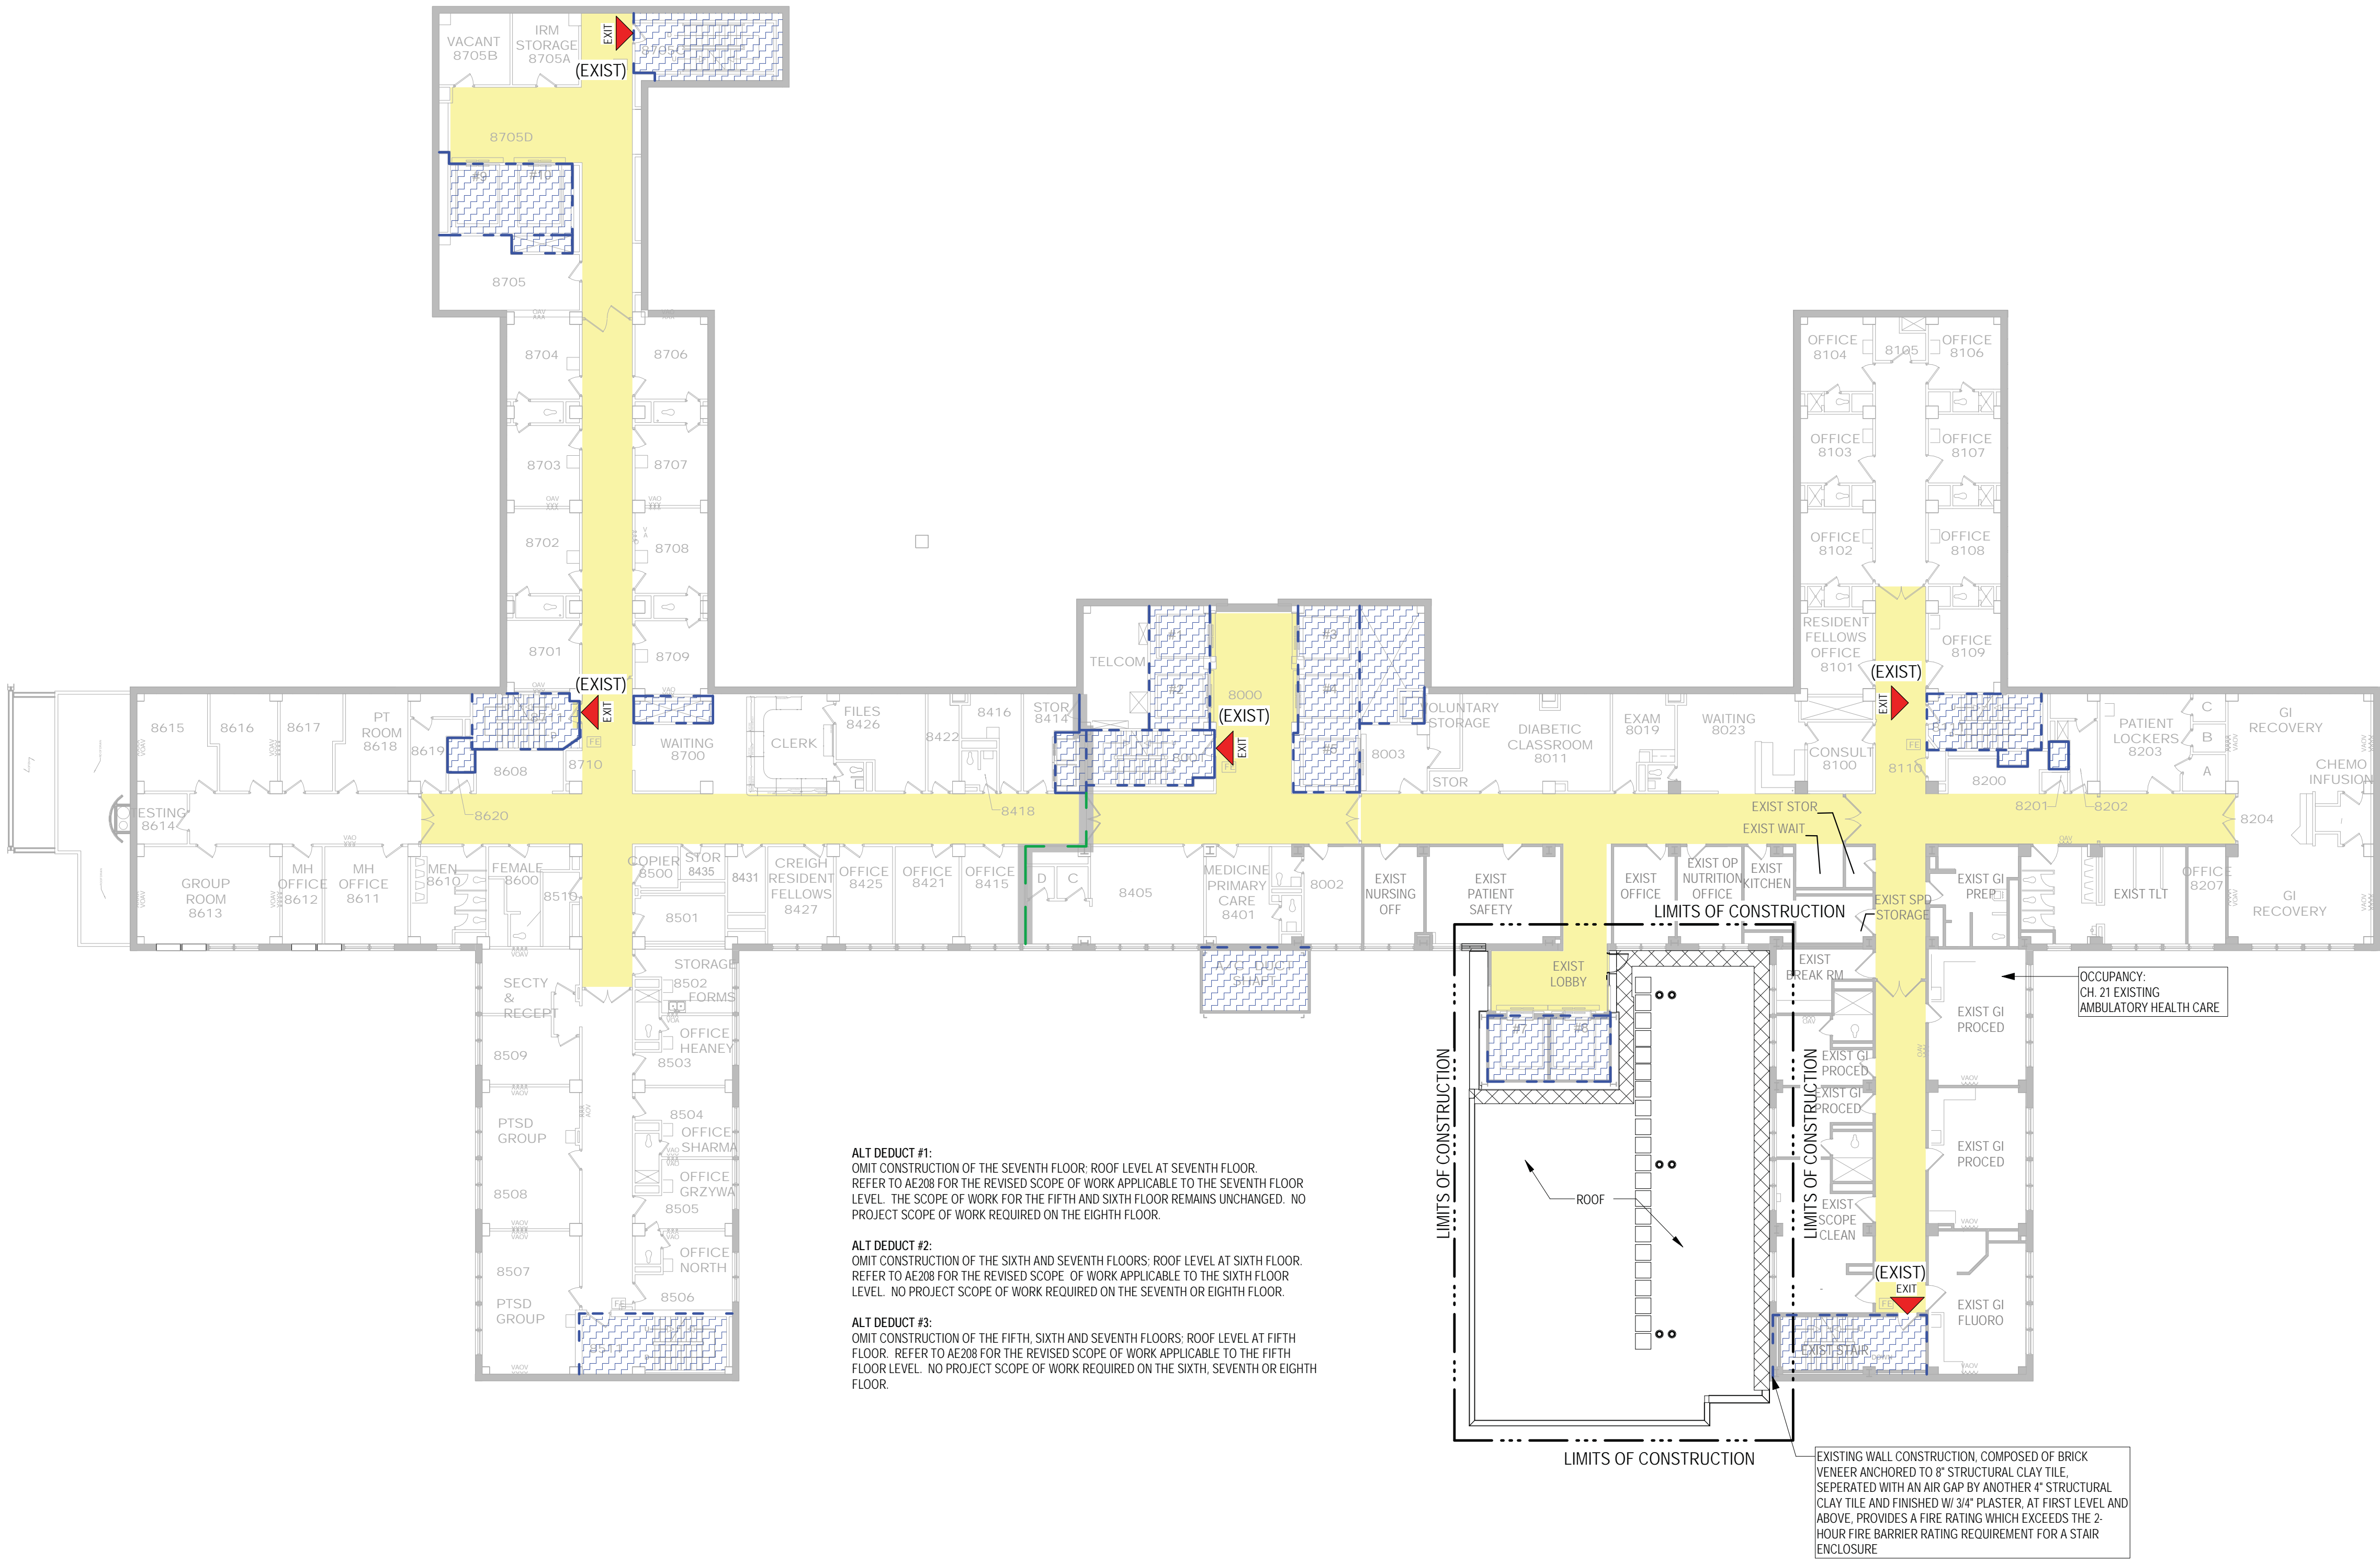 VACANT
8705B
IRM
STORAGE
8705A
EXIT
(EXIST)
8705C
8705D
#9
#10
8705
8704
8706
8703
8707
8702
8708
8701
8709
OFFICE
8104
8105
OFFICE
8106
OFFICE
8103
OFFICE
8107
OFFICE
8102
OFFICE
8108
RESIDENT
FELLOWS
OFFICE
8101
OFFICE
8109
(EXIST)
EXIT
(EXIST)
EXIT
(EXIST)
EXIT
8615
8616
8617
PT
ROOM
8618
8619
8608
8710
FE
WAITING
8700
CLERK
FILES
8426
8422
8416
STOR
8414
TELCOM
#1
#2
8000
#3
#4
#5
FE
8003
VOLUNTARY
STORAGE
STOR
DIABETIC
CLASSROOM
8011
EXAM
8019
WAITING
8023
CONSULT
8100
8110
FE
8200
8201
8202
PATIENT
LOCKERS
8203
C
B
A
GI
RECOVERY
CHEMO
INFUSION
8204
TESTING
8614
8620
8418
EXIST STOR
EXIST WAIT
GROUP
ROOM
8613
MH
OFFICE
8612
MH
OFFICE
8611
MEN
8610
FEMALE
8600
8510
COPIER
8500
STOR
8435
8431
8501
CREIGH
RESIDENT
FELLOWS
8427
OFFICE
8425
OFFICE
8421
OFFICE
8415
D
C
8405
MEDICINE
PRIMARY
CARE
8401
8002
EXIST
NURSING
OFF
EXIST
PATIENT
SAFETY
EXIST
OFFICE
EXIST OP
NUTRITION
OFFICE
EXIST
KITCHEN
EXIST SPD
STORAGE
EXIST GI
PREP
EXIST TLT
OFFICE
8207
GI
RECOVERY
LIMITS OF CONSTRUCTION
SECTY
&
RECEPT
8509
STORAGE
8502
FORMS
OFFICE
HEANEY
8503
SHAFT
EXIST
LOBBY
#7
#8
EXIST
BREAK RM
EXIST GI
PROCED
EXIST GI
PROCED
EXIST GI
PROCED
EXIST GI
PROCED
OCCUPANCY:
CH. 21 EXISTING
AMBULATORY HEALTH CARE
PTSD
GROUP
8508
8504
OFFICE
SHARMA
OFFICE
GRZYWA
8505
8507
PTSD
GROUP
OFFICE
NORTH
8506
FE
LIMITS OF CONSTRUCTION
LIMITS OF CONSTRUCTION
ROOF
EXIST
SCOPE
CLEAN
(EXIST)
EXIT
FE
EXIST GI
FLUORO
EXIST STAIR
ALT DEDUCT #1:
OMIT CONSTRUCTION OF THE SEVENTH FLOOR; ROOF LEVEL AT SEVENTH FLOOR.
REFER TO AE208 FOR THE REVISED SCOPE OF WORK APPLICABLE TO THE SEVENTH FLOOR
LEVEL. THE SCOPE OF WORK FOR THE FIFTH AND SIXTH FLOOR REMAINS UNCHANGED. NO
PROJECT SCOPE OF WORK REQUIRED ON THE EIGHTH FLOOR.
ALT DEDUCT #2:
OMIT CONSTRUCTION OF THE SIXTH AND SEVENTH FLOORS; ROOF LEVEL AT SIXTH FLOOR.
REFER TO AE208 FOR THE REVISED SCOPE OF WORK APPLICABLE TO THE SIXTH FLOOR
LEVEL. NO PROJECT SCOPE OF WORK REQUIRED ON THE SEVENTH OR EIGHTH FLOOR.
ALT DEDUCT #3:
OMIT CONSTRUCTION OF THE FIFTH, SIXTH AND SEVENTH FLOORS; ROOF LEVEL AT FIFTH
FLOOR. REFER TO AE208 FOR THE REVISED SCOPE OF WORK APPLICABLE TO THE FIFTH
FLOOR LEVEL. NO PROJECT SCOPE OF WORK REQUIRED ON THE SIXTH, SEVENTH OR EIGHTH
FLOOR.
LIMITS OF CONSTRUCTION
EXISTING WALL CONSTRUCTION, COMPOSED OF BRICK
VENEER ANCHORED TO 8" STRUCTURAL CLAY TILE,
SEPERATED WITH AN AIR GAP BY ANOTHER 4" STRUCTURAL
CLAY TILE AND FINISHED W/ 3/4" PLASTER, AT FIRST LEVEL AND
ABOVE, PROVIDES A FIRE RATING WHICH EXCEEDS THE 2-
HOUR FIRE BARRIER RATING REQUIREMENT FOR A STAIR
ENCLOSURE